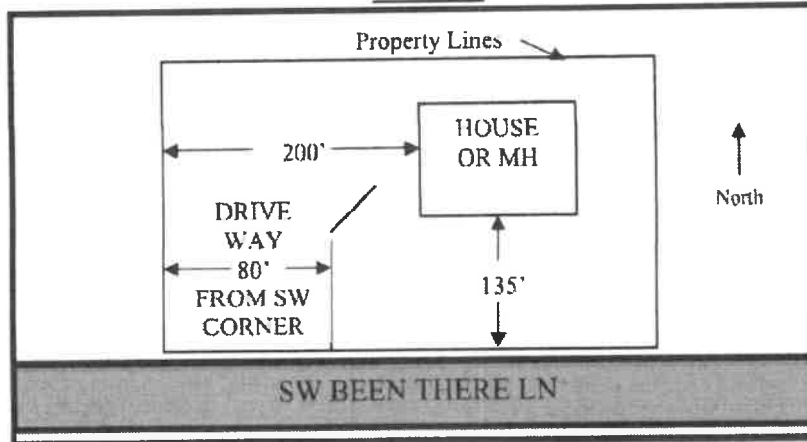 Property Lines
HOUSE
OR MH
200'
North
DRIVE
WAY
80'
FROM SW
CORNER
135'
SW BEEN THERE LN